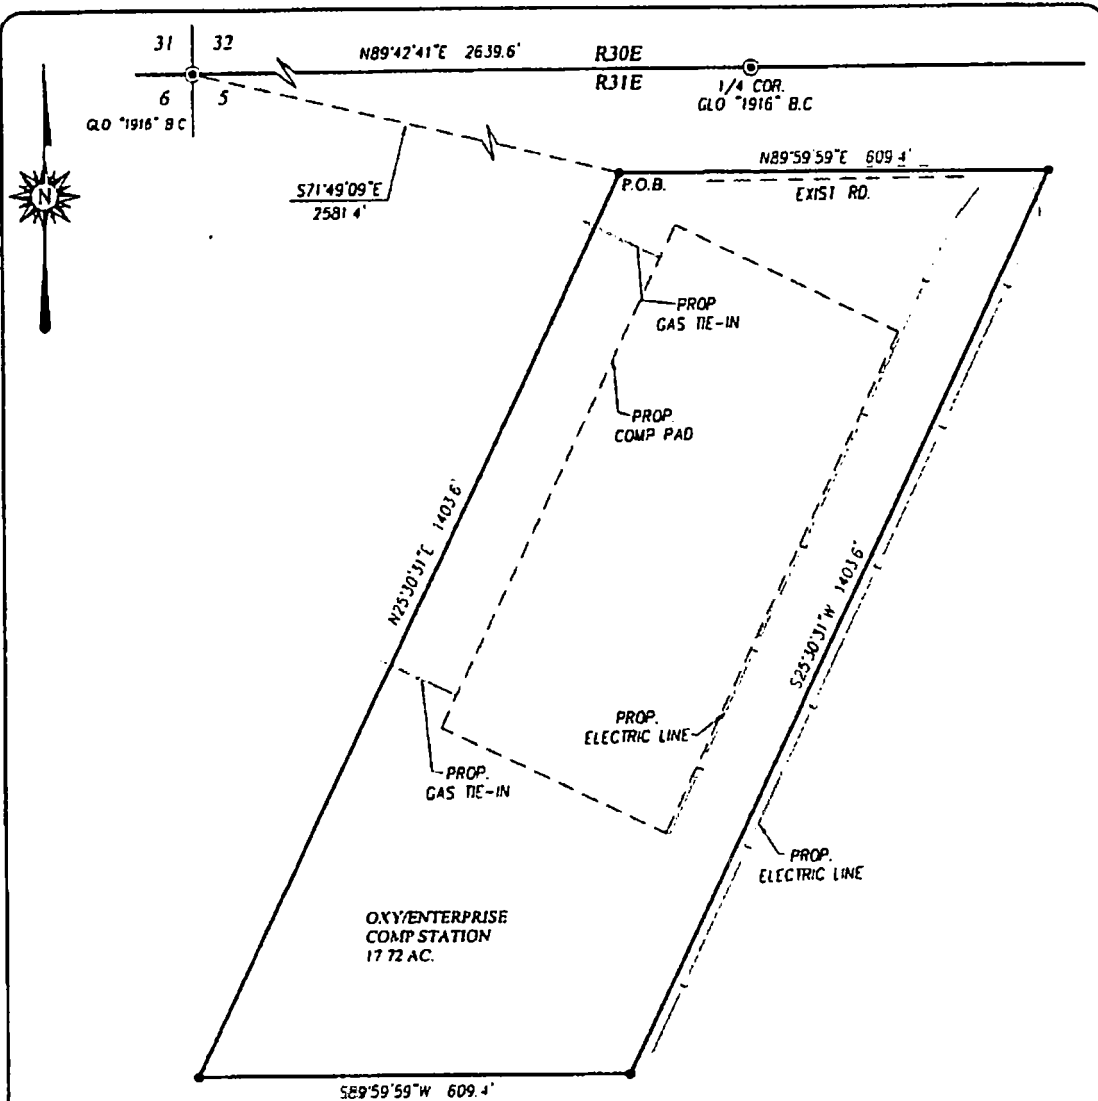 31 32
N89°42'41"E 2639.6'
R30E
R31E
6 5
GLO "1916" B.C
1/4 COR.
GLO "1916" B.C
N
S71°49'09"E
2581 4'
N89°59'59"E 609 4'
P.O.B.
EXIST RD.
PROP
GAS TIE-IN
PROP.
COMP PAD
N25°30'31"E 1403 6'
S25°30'31"W 1403 6'
PROP.
ELECTRIC LINE
PROP.
GAS TIE-IN
PROP.
ELECTRIC LINE
OXY/ENTERPRISE
COMP STATION
17 72 AC.
S89°59'59"W 609.4'